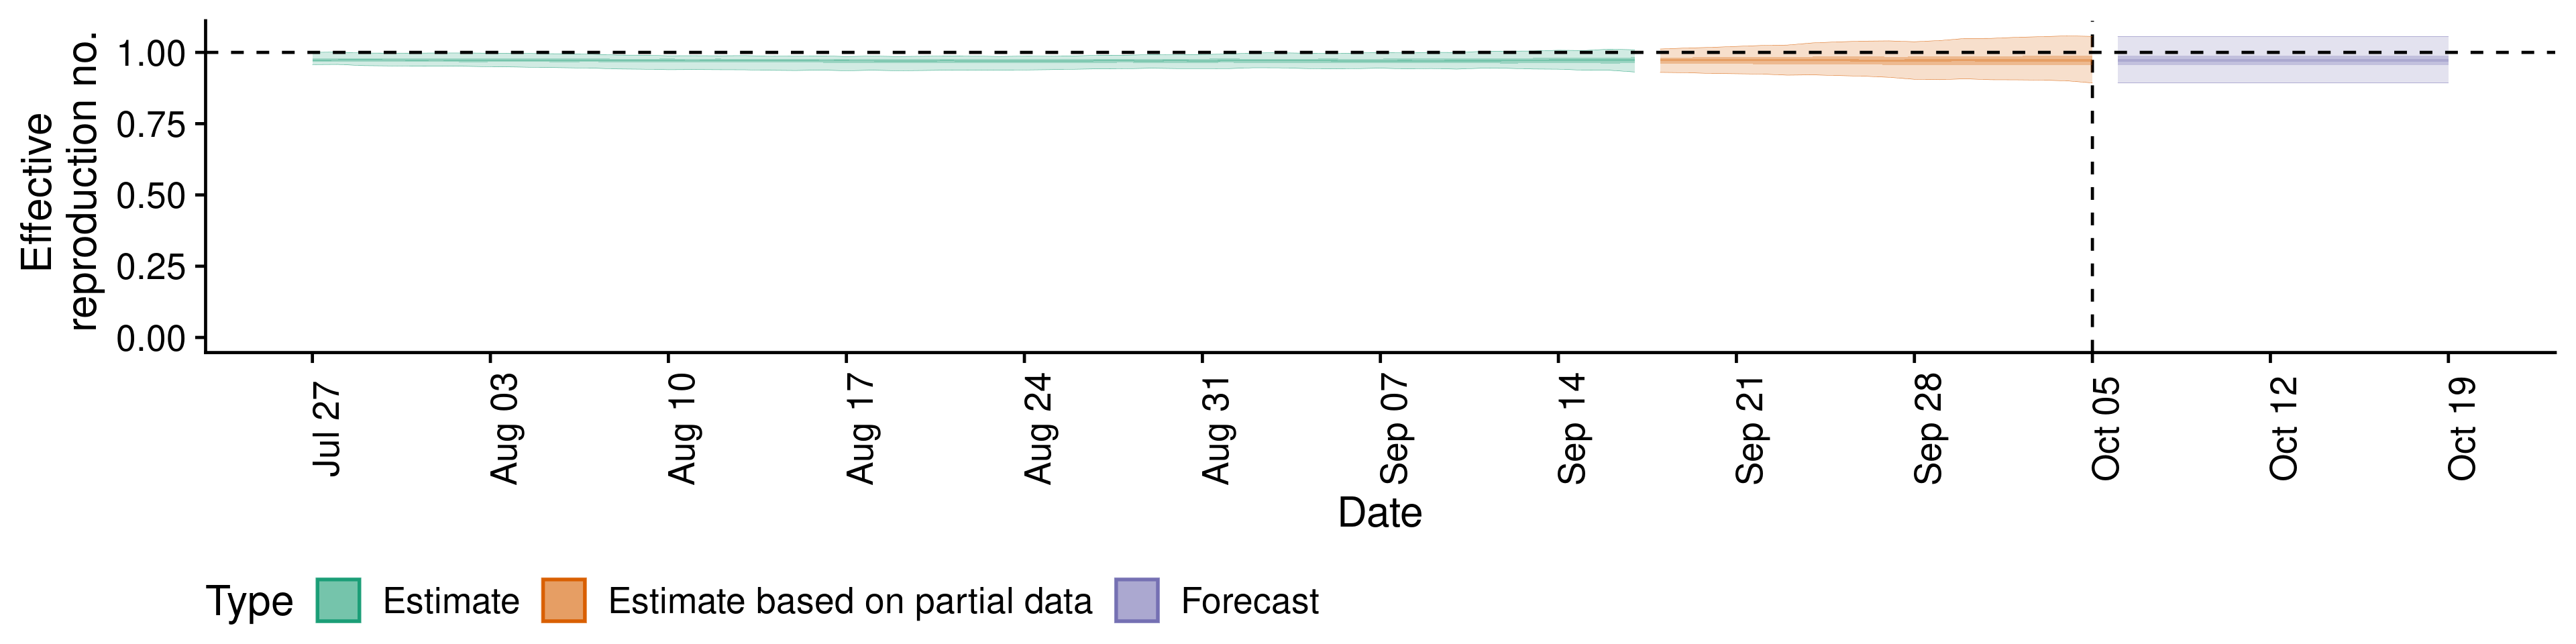 Effective
reproduction no.
1.00
0.75
0.50
0.25
0.00
Jul 27
Aug 03
Aug 10
Aug 17
Aug 24
Aug 31
Sep 07
Sep 14
Sep 21
Sep 28
Oct 05
Oct 12
Oct 19
Date
Type Estimate Estimate based on partial data Forecast